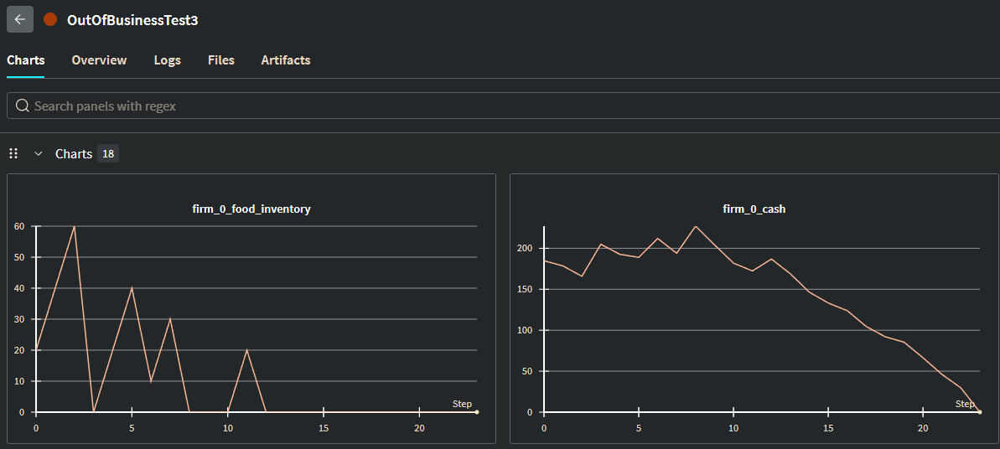 OutOfBusinessTest3
Charts Overview Logs Files Artifacts
Search panels with regex
Charts 18
firm_0_food_inventory
60
50
40
30
20
10
0
Step
0 5 10 15 20
firm_0_cash
200
150
100
50
0
Step
0 5 10 15 20